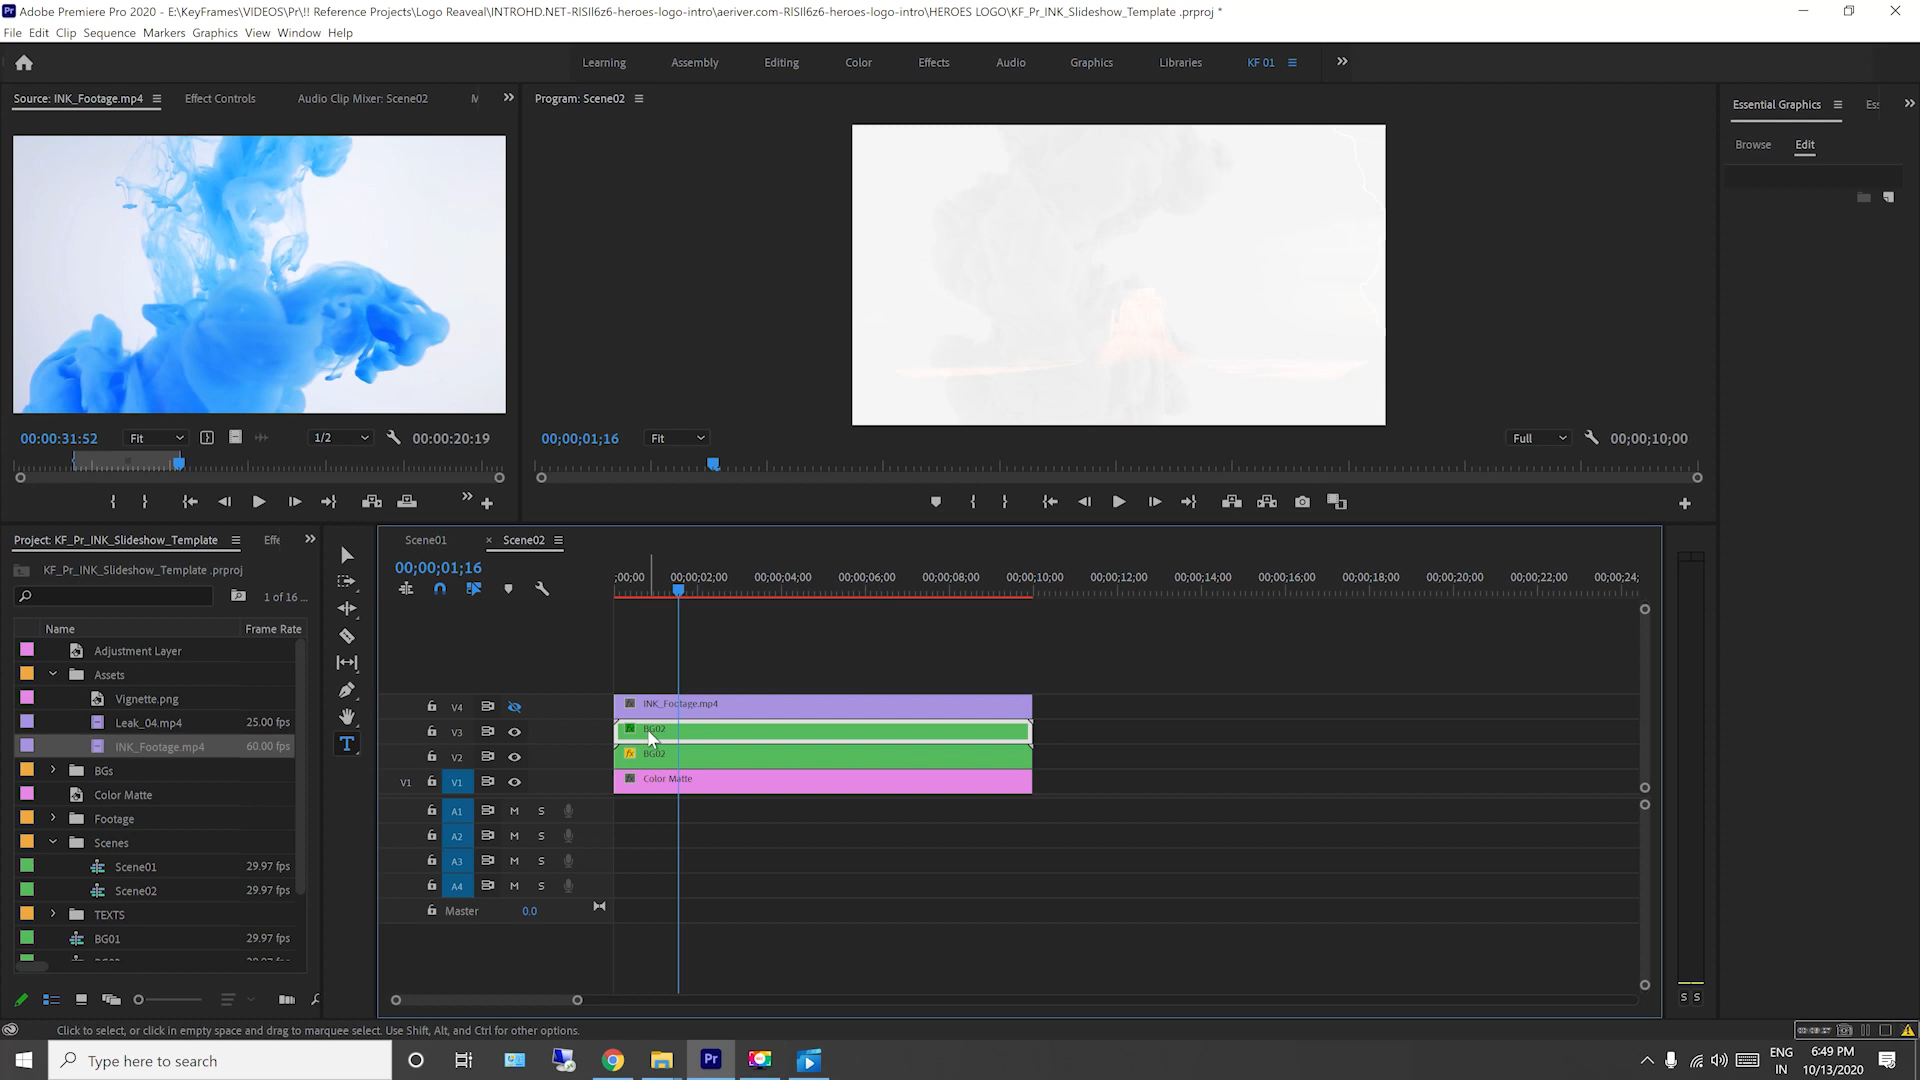 Adobe Premiere Pro 2020 - E:\KeyFrames\VIDEOS\Pr\!! Reference Projects\Logo Reaveal\INTROHD.NET-RISIl6z6-heroes-logo-intro\aeriver.com-RISIl6z6-heroes-logo-intro\HEROES LOGO\KF_Pr_INK_Slideshow_Template .prproj *
File Edit Clip Sequence Markers Graphics View Window Help
Learning Assembly Editing Color Effects Audio Graphics Libraries KF 01
Source: INK_Footage.mp4 Effect Controls Audio Clip Mixer: Scene02 M
Program: Scene02
Essential Graphics Es
Browse Edit
00:00:31:52 Fit 1/2 00:00:20:19
00;00;01;16 Fit Full 00;00;10;00
Project: KF_Pr_INK_Slideshow_Template Effe
KF_Pr_INK_Slideshow_Template .prproj
1 of 16 ...
Name Frame Rate
Adjustment Layer
Assets
Vignette.png
Leak_04.mp4 25.00 fps
INK_Footage.mp4 60.00 fps
BGs
Color Matte
Footage
Scenes
Scene01 29.97 fps
Scene02 29.97 fps
TEXTS
BG01 29.97 fps
Scene01 × Scene02
00;00;01;16
;00;00 00;00;02;00 00;00;04;00 00;00;06;00 00;00;08;00 00;00;10;00 00;00;12;00 00;00;14;00 00;00;16;00 00;00;18;00 00;00;20;00 00;00;22;00 00;00;24;
V4 fx INK_Footage.mp4
V3 fx BG02
V2 fx BG02
V1 V1 fx Color Matte
A1 M S
A2 M S
A3 M S
A4 M S
Master 0.0
S S
Click to select, or click in empty space and drag to marquee select. Use Shift, Alt, and Ctrl for other options.
Type here to search
Pr
ENG
IN
6:49 PM
10/13/2020